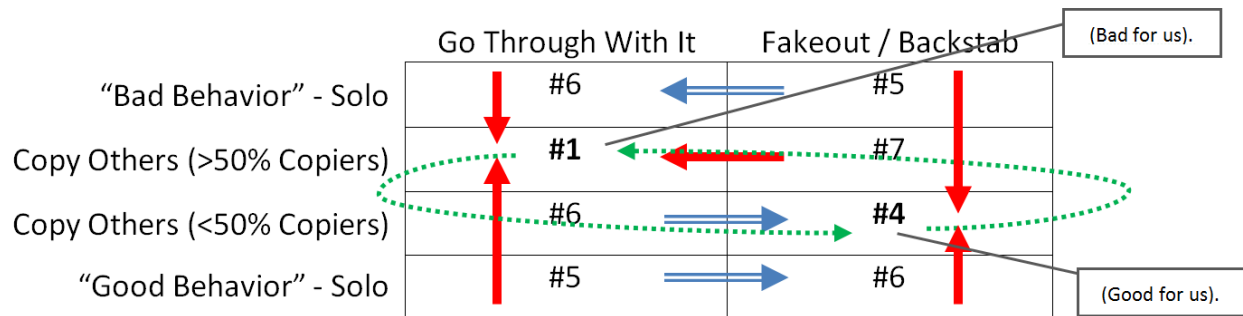 Go Through With It Fakeout / Backstab (Bad for us).
“Bad Behavior” - Solo #6 #5
Copy Others (>50% Copiers) #1 #7
Copy Others (<50% Copiers) #6 #4
“Good Behavior” - Solo #5 #6
(Good for us).